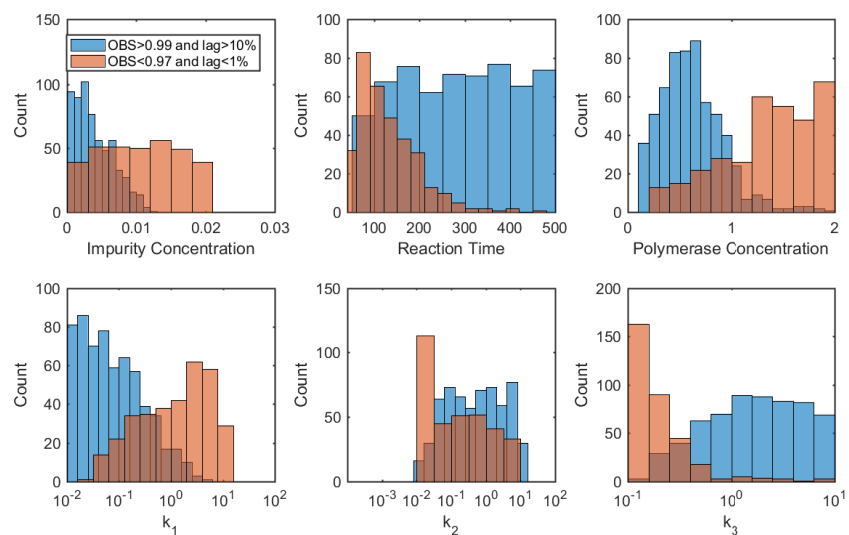 150
100
50
0
Count
OBS>0.99 and lag>10%
OBS<0.97 and lag<1%
0 0.01 0.02 0.03
Impurity Concentration
100
80
60
40
20
0
Count
100 200 300 400 500
Reaction Time
100
80
60
40
20
0
Count
0 1 2
Polymerase Concentration
100
80
60
40
20
0
Count
10^-2 10^-1 10^0 10^1 10^2
k_1
150
100
50
0
Count
10^-3 10^-2 10^-1 10^0 10^1 10^2
k_2
200
150
100
50
0
Count
10^-1 10^0 10^1
k_3